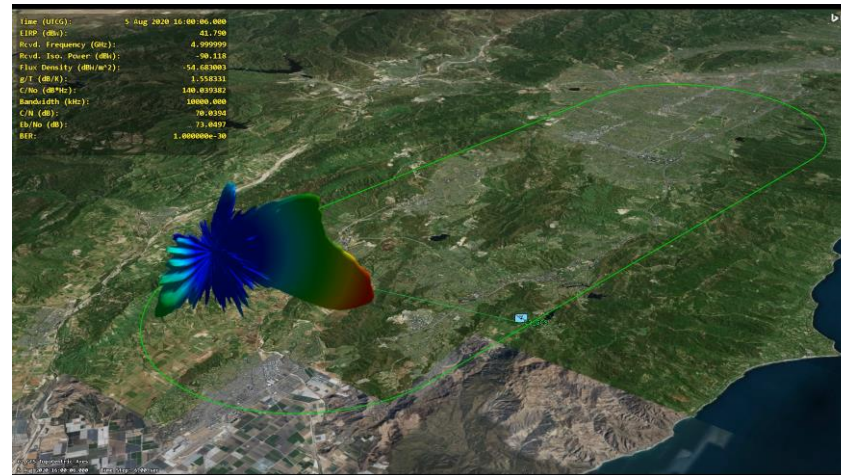 Time (UTCG): 5 Aug 2020 16:00:06.000
EIRP (dBW): 41.790
Rcvd. Frequency (GHz): 4.999999
Rcvd. Iso. Power (dBW): -90.118
Flux Density (dBW/m^2): -54.683003
g/T (dB/K): 1.558331
C/No (dB*Hz): 140.039382
Bandwidth (kHz): 10000.000
C/N (dB): 70.0394
Eb/No (dB): 73.0497
BER: 1.000000e-30